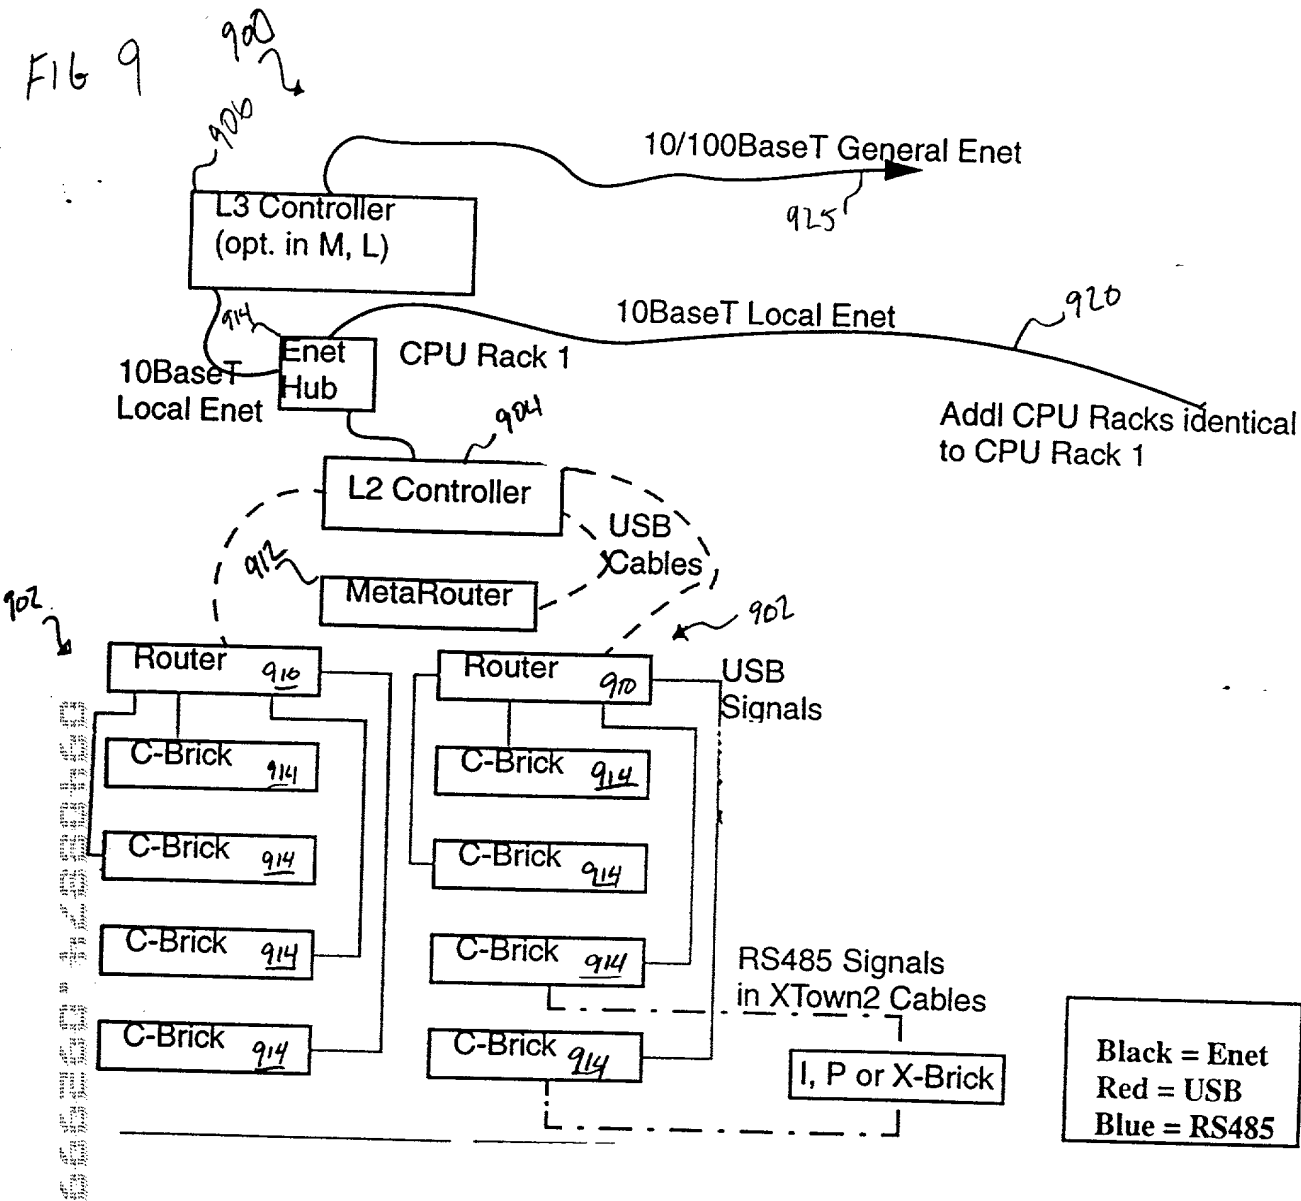 FIG 9
900
906
10/100BaseT General Enet
925
L3 Controller
(opt. in M, L)
914
10BaseT Local Enet
920
Enet
Hub
CPU Rack 1
10BaseT
Local Enet
Addl CPU Racks identical
to CPU Rack 1
904
L2 Controller
USB
Cables
912
MetaRouter
902
902
Router 910
Router 910
USB
Signals
C-Brick 914
C-Brick 914
C-Brick 914
C-Brick 914
C-Brick 914
C-Brick 914
RS485 Signals
in XTown2 Cables
C-Brick 914
C-Brick 914
I, P or X-Brick
Black = Enet
Red = USB
Blue = RS485